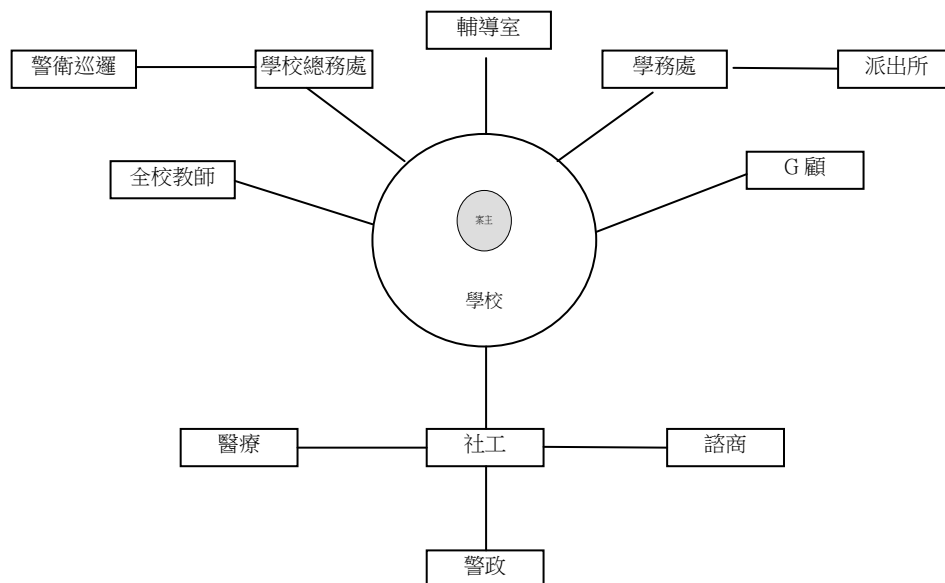 輔導室
警衛巡邏
學校總務處
學務處
派出所
全校教師
G 顧
案主
學校
醫療
社工
諮商
警政